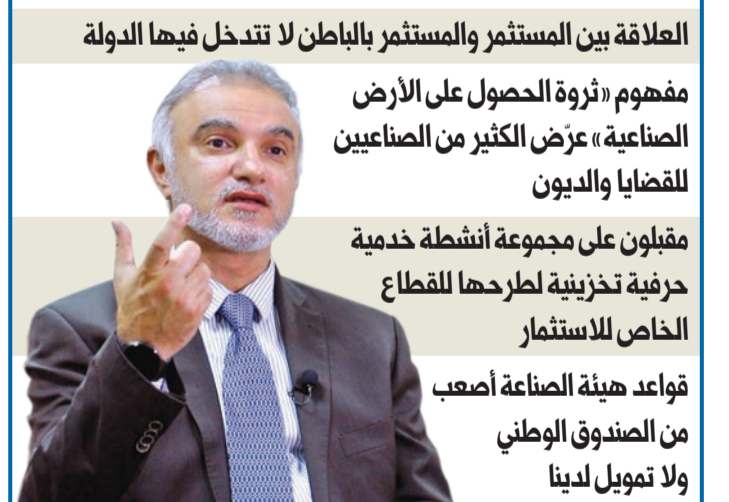 العلاقة بين المستثمر والمستثمر بالباطن لا تتدخل فيها الدولة
مفهوم «ثروة الحصول على الأرض
الصناعية» عرّض الكثير من الصناعيين
للقضايا والديون
مقبلون على مجموعة أنشطة خدمية
حرفية تخزينية لطرحها للقطاع
الخاص للاستثمار
قواعد هيئة الصناعة أصعب
من الصندوق الوطني
ولا تمويل لدينا